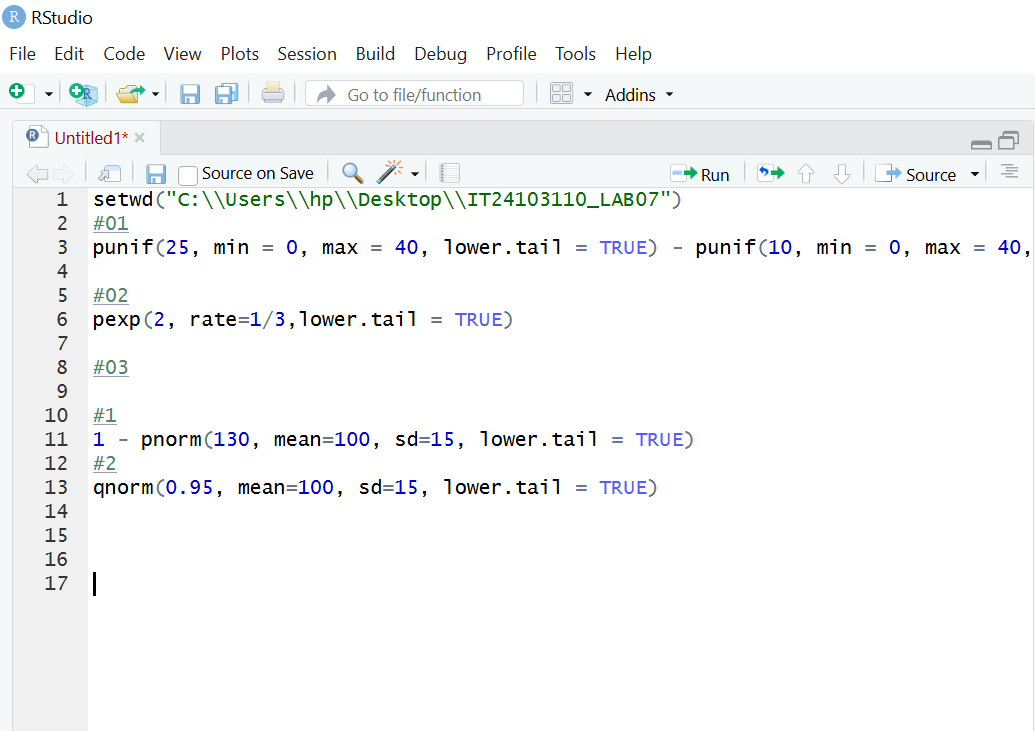 R RStudio
File Edit Code View Plots Session Build Debug Profile Tools Help
R Go to file/function Addins
R Untitled1*
Source on Save Run Source
1 setwd("C:\\Users\\hp\\Desktop\\IT24103110_LAB07")
2 #01
3 punif(25, min = 0, max = 40, lower.tail = TRUE) - punif(10, min = 0, max = 40,
4
5 #02
6 pexp(2, rate=1/3,lower.tail = TRUE)
7
8 #03
9
10 #1
11 1 - pnorm(130, mean=100, sd=15, lower.tail = TRUE)
12 #2
13 qnorm(0.95, mean=100, sd=15, lower.tail = TRUE)
14
15
16
17